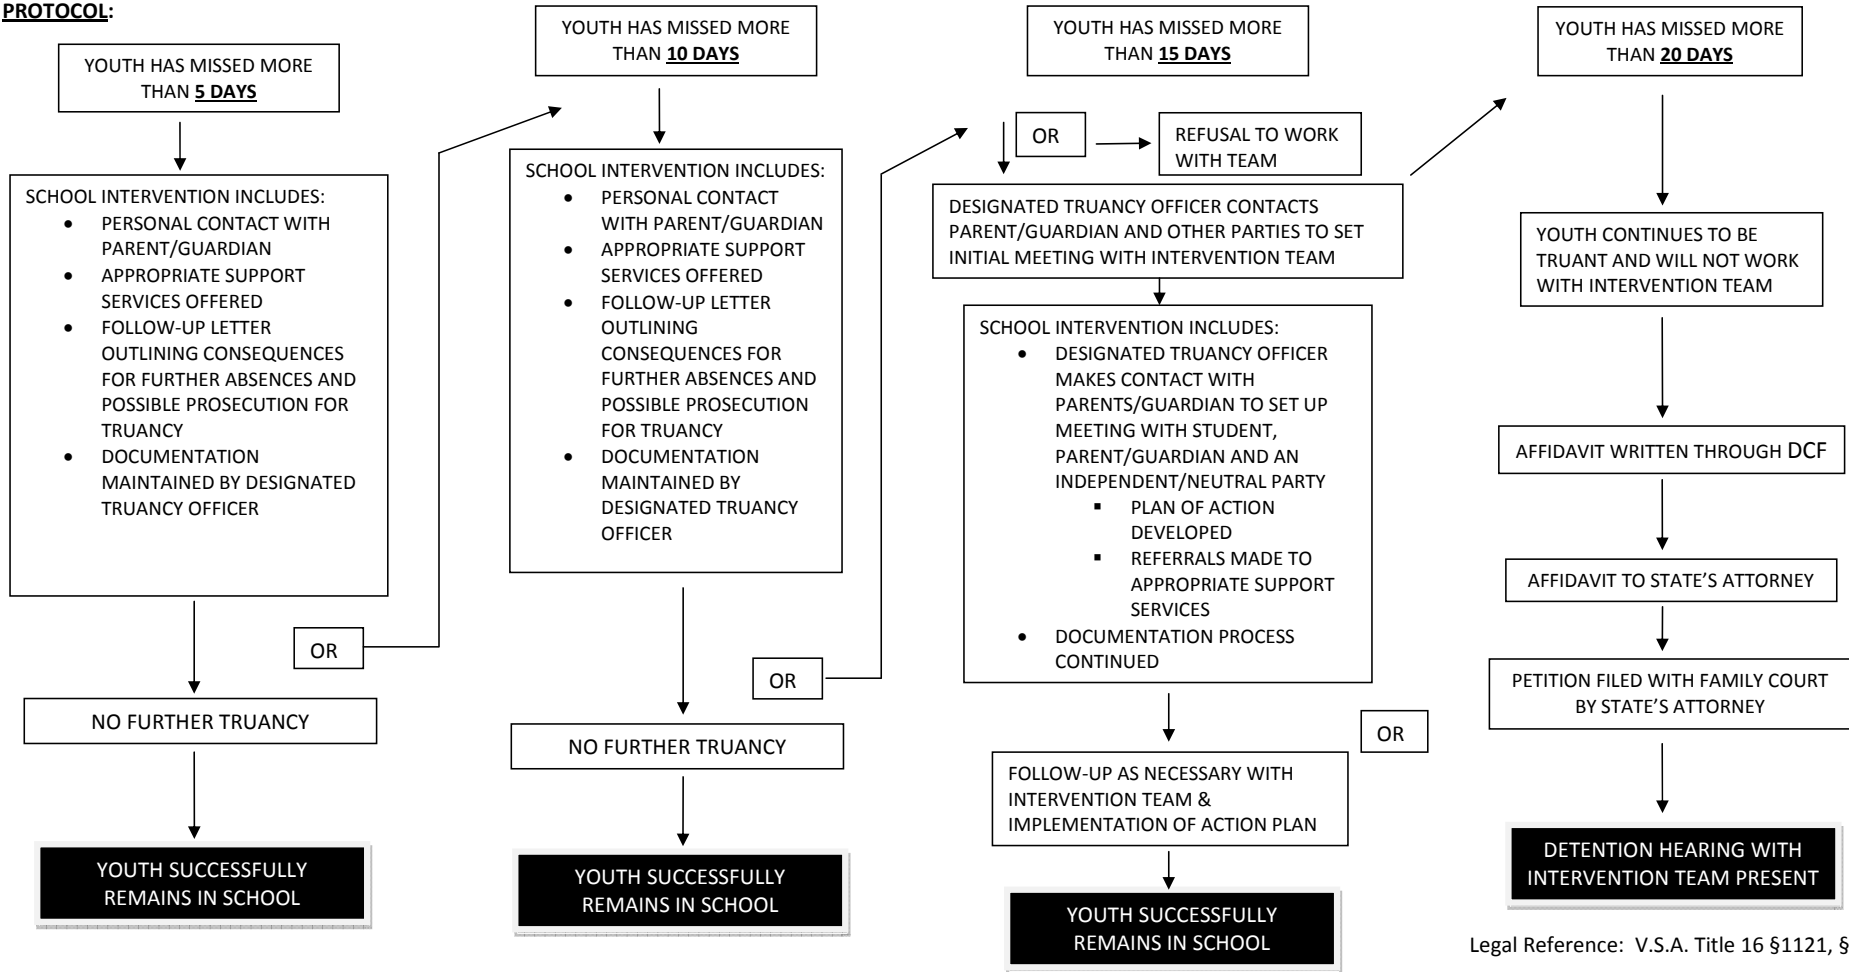 PROTOCOL:
YOUTH HAS MISSED MORE
THAN 5 DAYS
SCHOOL INTERVENTION INCLUDES:
• PERSONAL CONTACT WITH
PARENT/GUARDIAN
• APPROPRIATE SUPPORT
SERVICES OFFERED
• FOLLOW-UP LETTER
OUTLINING CONSEQUENCES
FOR FURTHER ABSENCES AND
POSSIBLE PROSECUTION FOR
TRUANCY
• DOCUMENTATION
MAINTAINED BY DESIGNATED
TRUANCY OFFICER
OR
NO FURTHER TRUANCY
YOUTH SUCCESSFULLY
REMAINS IN SCHOOL
YOUTH HAS MISSED MORE
THAN 10 DAYS
SCHOOL INTERVENTION INCLUDES:
• PERSONAL CONTACT
WITH PARENT/GUARDIAN
• APPROPRIATE SUPPORT
SERVICES OFFERED
• FOLLOW-UP LETTER
OUTLINING
CONSEQUENCES FOR
FURTHER ABSENCES AND
POSSIBLE PROSECUTION
FOR TRUANCY
• DOCUMENTATION
MAINTAINED BY
DESIGNATED TRUANCY
OFFICER
OR
NO FURTHER TRUANCY
YOUTH SUCCESSFULLY
REMAINS IN SCHOOL
YOUTH HAS MISSED MORE
THAN 15 DAYS
OR
REFUSAL TO WORK
WITH TEAM
DESIGNATED TRUANCY OFFICER CONTACTS
PARENT/GUARDIAN AND OTHER PARTIES TO SET
INITIAL MEETING WITH INTERVENTION TEAM
SCHOOL INTERVENTION INCLUDES:
• DESIGNATED TRUANCY OFFICER
MAKES CONTACT WITH
PARENTS/GUARDIAN TO SET UP
MEETING WITH STUDENT,
PARENT/GUARDIAN AND AN
INDEPENDENT/NEUTRAL PARTY
▪ PLAN OF ACTION
DEVELOPED
▪ REFERRALS MADE TO
APPROPRIATE SUPPORT
SERVICES
• DOCUMENTATION PROCESS
CONTINUED
OR
FOLLOW-UP AS NECESSARY WITH
INTERVENTION TEAM &
IMPLEMENTATION OF ACTION PLAN
YOUTH SUCCESSFULLY
REMAINS IN SCHOOL
YOUTH HAS MISSED MORE
THAN 20 DAYS
YOUTH CONTINUES TO BE
TRUANT AND WILL NOT WORK
WITH INTERVENTION TEAM
AFFIDAVIT WRITTEN THROUGH DCF
AFFIDAVIT TO STATE’S ATTORNEY
PETITION FILED WITH FAMILY COURT
BY STATE’S ATTORNEY
DETENTION HEARING WITH
INTERVENTION TEAM PRESENT
Legal Reference: V.S.A. Title 16 §1121, §